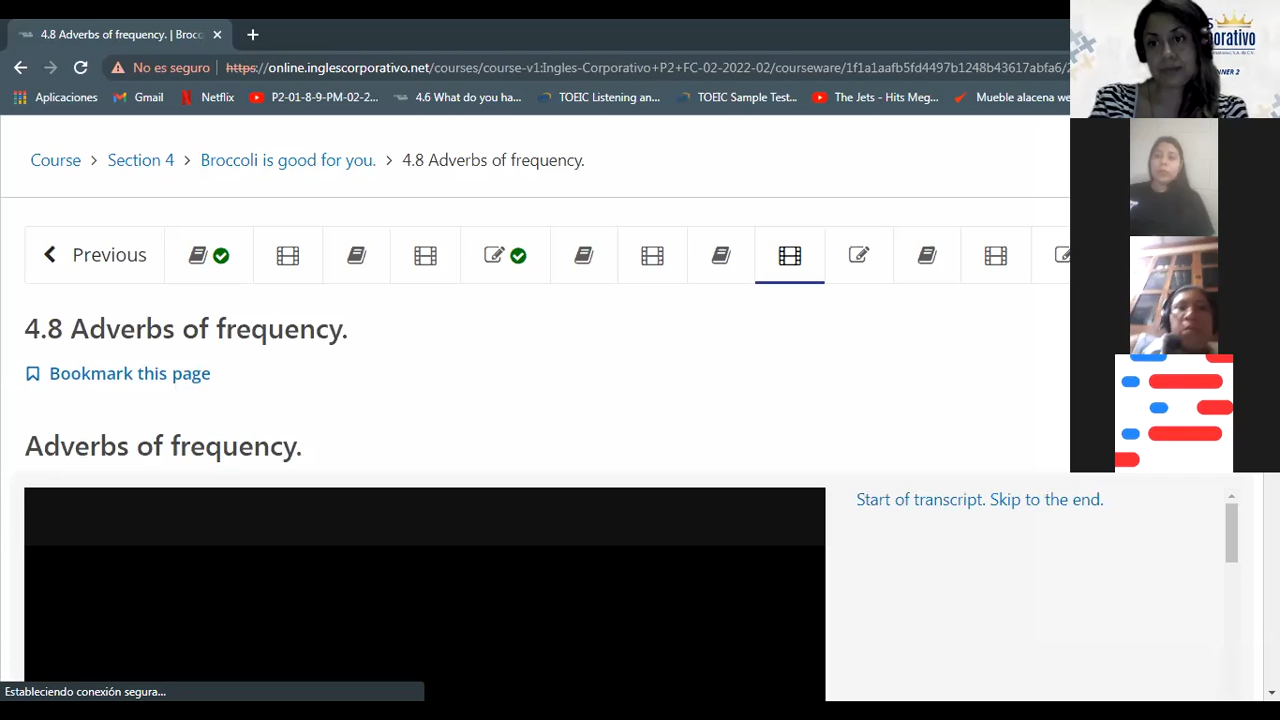 4.8 Adverbs of frequency. | Brocc
No es seguro
https://online.inglescorporativo.net/courses/course-v1:Ingles-Corporativo+P2+FC-02-2022-02/courseware/1f1a1aafb5fd4497b1248b43617abfa6/2
Aplicaciones
Gmail
Netflix
P2-01-8-9-PM-02-2...
4.6 What do you ha...
TOEIC Listening an...
TOEIC Sample Test...
The Jets - Hits Meg...
Mueble alacena we
Course > Section 4 > Broccoli is good for you. > 4.8 Adverbs of frequency.
Previous
4.8 Adverbs of frequency.
Bookmark this page
Adverbs of frequency.
Start of transcript. Skip to the end.
Estableciendo conexión segura...